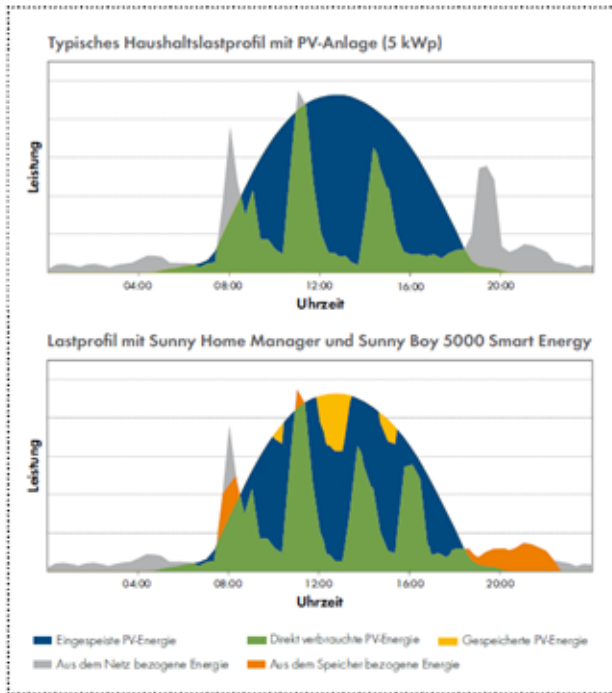 Typisches Haushaltslastprofil mit PV-Anlage (5 kWp)
Leistung
04:00 08:00 12:00 16:00 20:00
Uhrzeit
Lastprofil mit Sunny Home Manager und Sunny Boy 5000 Smart Energy
Leistung
04:00 08:00 12:00 16:00 20:00
Uhrzeit
Eingespeiste PV-Energie Direkt verbrauchte PV-Energie Gespeicherte PV-Energie
Aus dem Netz bezogene Energie Aus dem Speicher bezogene Energie